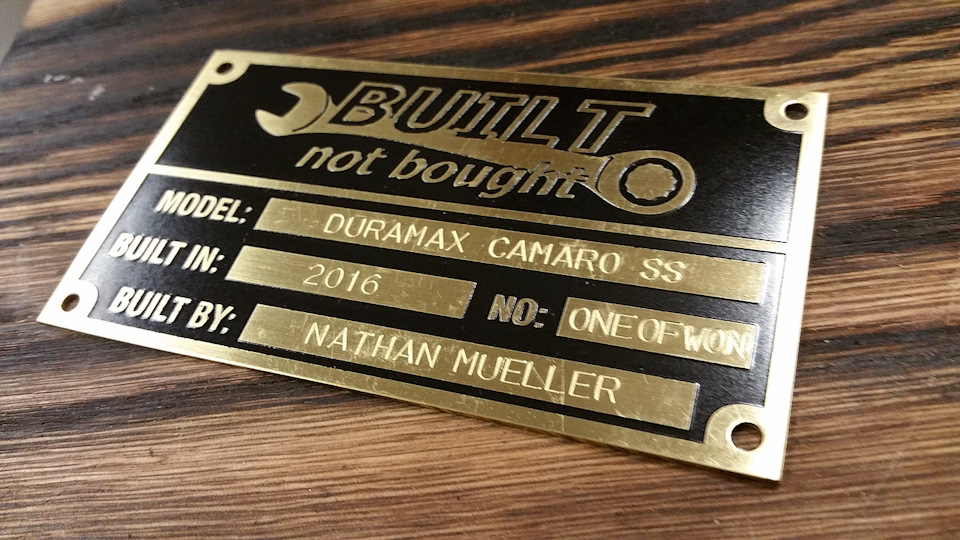 BUILT
not bought
MODEL: DURAMAX CAMARO SS
BUILT IN: 2016 NO: ONEOFWON
BUILT BY: NATHAN MUELLER